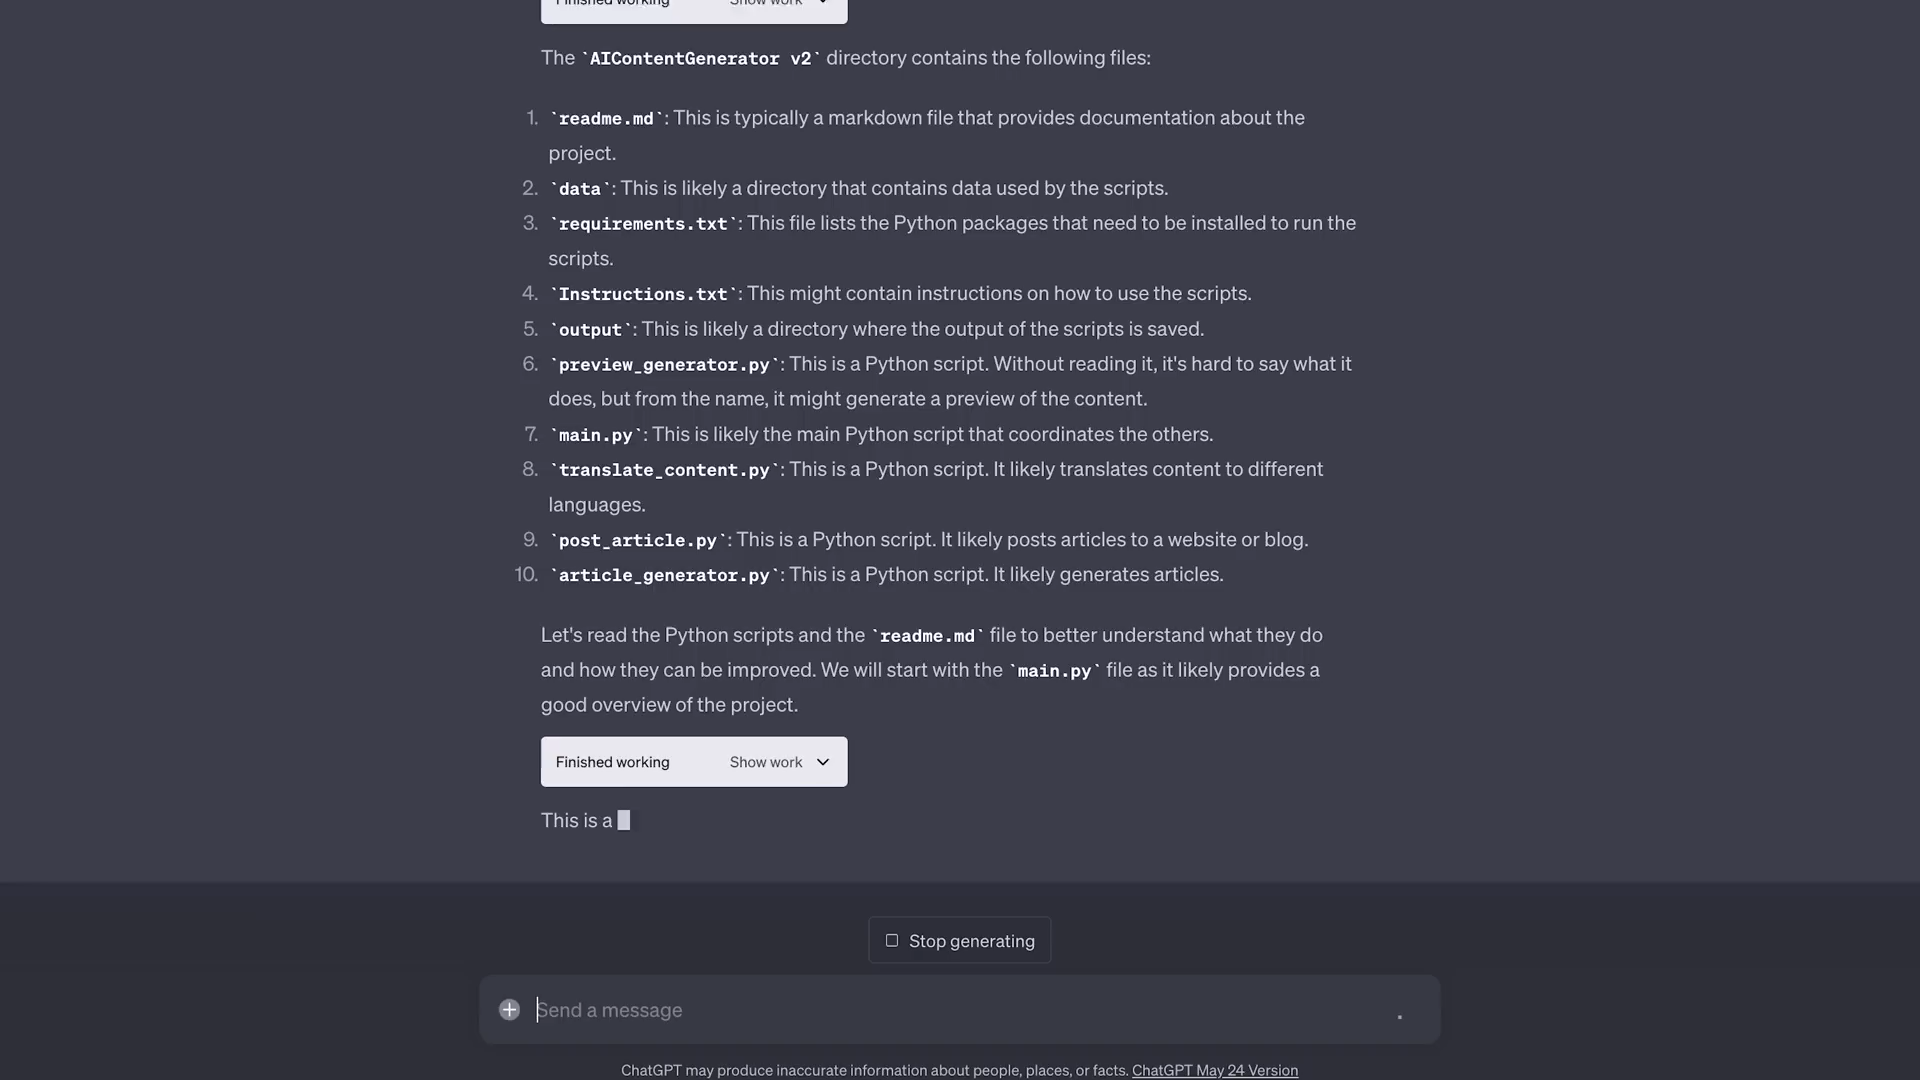 Finished working Show work
The `AIContentGenerator v2` directory contains the following files:
1. `readme.md`: This is typically a markdown file that provides documentation about the
project.
2. `data`: This is likely a directory that contains data used by the scripts.
3. `requirements.txt`: This file lists the Python packages that need to be installed to run the
scripts.
4. `Instructions.txt`: This might contain instructions on how to use the scripts.
5. `output`: This is likely a directory where the output of the scripts is saved.
6. `preview_generator.py`: This is a Python script. Without reading it, it's hard to say what it
does, but from the name, it might generate a preview of the content.
7. `main.py`: This is likely the main Python script that coordinates the others.
8. `translate_content.py`: This is a Python script. It likely translates content to different
languages.
9. `post_article.py`: This is a Python script. It likely posts articles to a website or blog.
10. `article_generator.py`: This is a Python script. It likely generates articles.
Let's read the Python scripts and the `readme.md` file to better understand what they do
and how they can be improved. We will start with the `main.py` file as it likely provides a
good overview of the project.
Finished working Show work
This is a
Stop generating
Send a message
ChatGPT may produce inaccurate information about people, places, or facts. ChatGPT May 24 Version